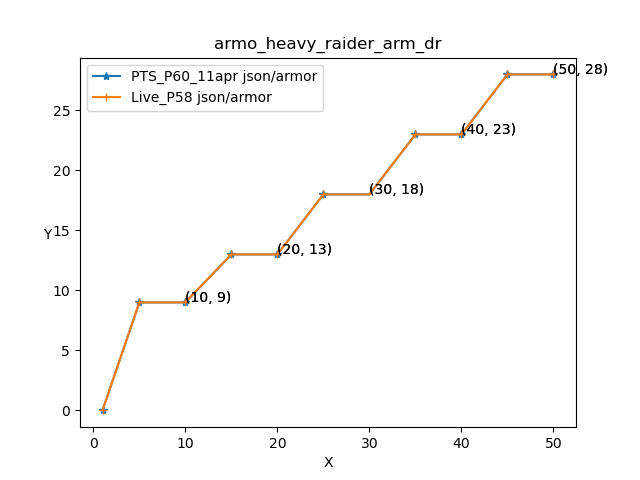 armo_heavy_raider_arm_dr
PTS_P60_11apr json/armor
Live_P58 json/armor
(50, 28)
(40, 23)
(30, 18)
(20, 13)
(10, 9)
25
20
15
10
5
0
Y
0 10 20 30 40 50
X